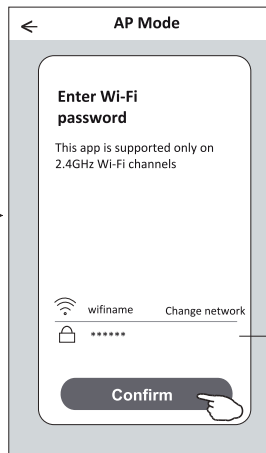 AP Mode
Enter Wi-Fi
password
This app is supported only on
2.4GHz Wi-Fi channels
wifiname Change network
******
Confirm